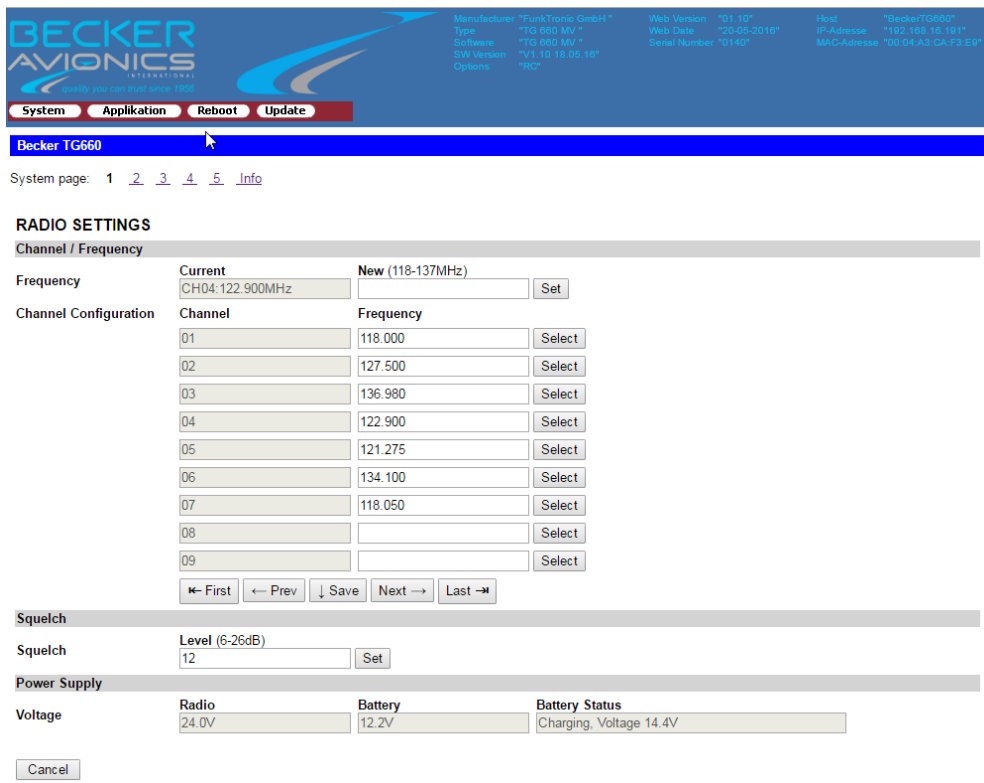 BECKER
AVIONICS
INTERNATIONAL
quality you can trust since 1956
Manufacturer "FunkTronic GmbH " Web Version "01.10" Host "BeckerTG660"
Type "TG 660 MV " Web Date "20-05-2016" IP-Adresse "192.168.16.191"
Software "TG 660 MV " Serial Number "0140" MAC-Adresse "00:04:A3:CA:F3:E9"
SW Version "V1.10 18.05.16"
Options "RC"
System Applikation Reboot Update
Becker TG660
System page: 1 2 3 4 5 Info
RADIO SETTINGS
Channel / Frequency
Current New (118-137MHz)
Frequency CH04:122.900MHz Set
Channel Configuration Channel Frequency
01 118.000 Select
02 127.500 Select
03 136.980 Select
04 122.900 Select
05 121.275 Select
06 134.100 Select
07 118.050 Select
08 Select
09 Select
⇤ First ← Prev ↓ Save Next → Last ⇥
Squelch
Level (6-26dB)
Squelch 12 Set
Power Supply
Radio Battery Battery Status
Voltage 24.0V 12.2V Charging, Voltage 14.4V
Cancel